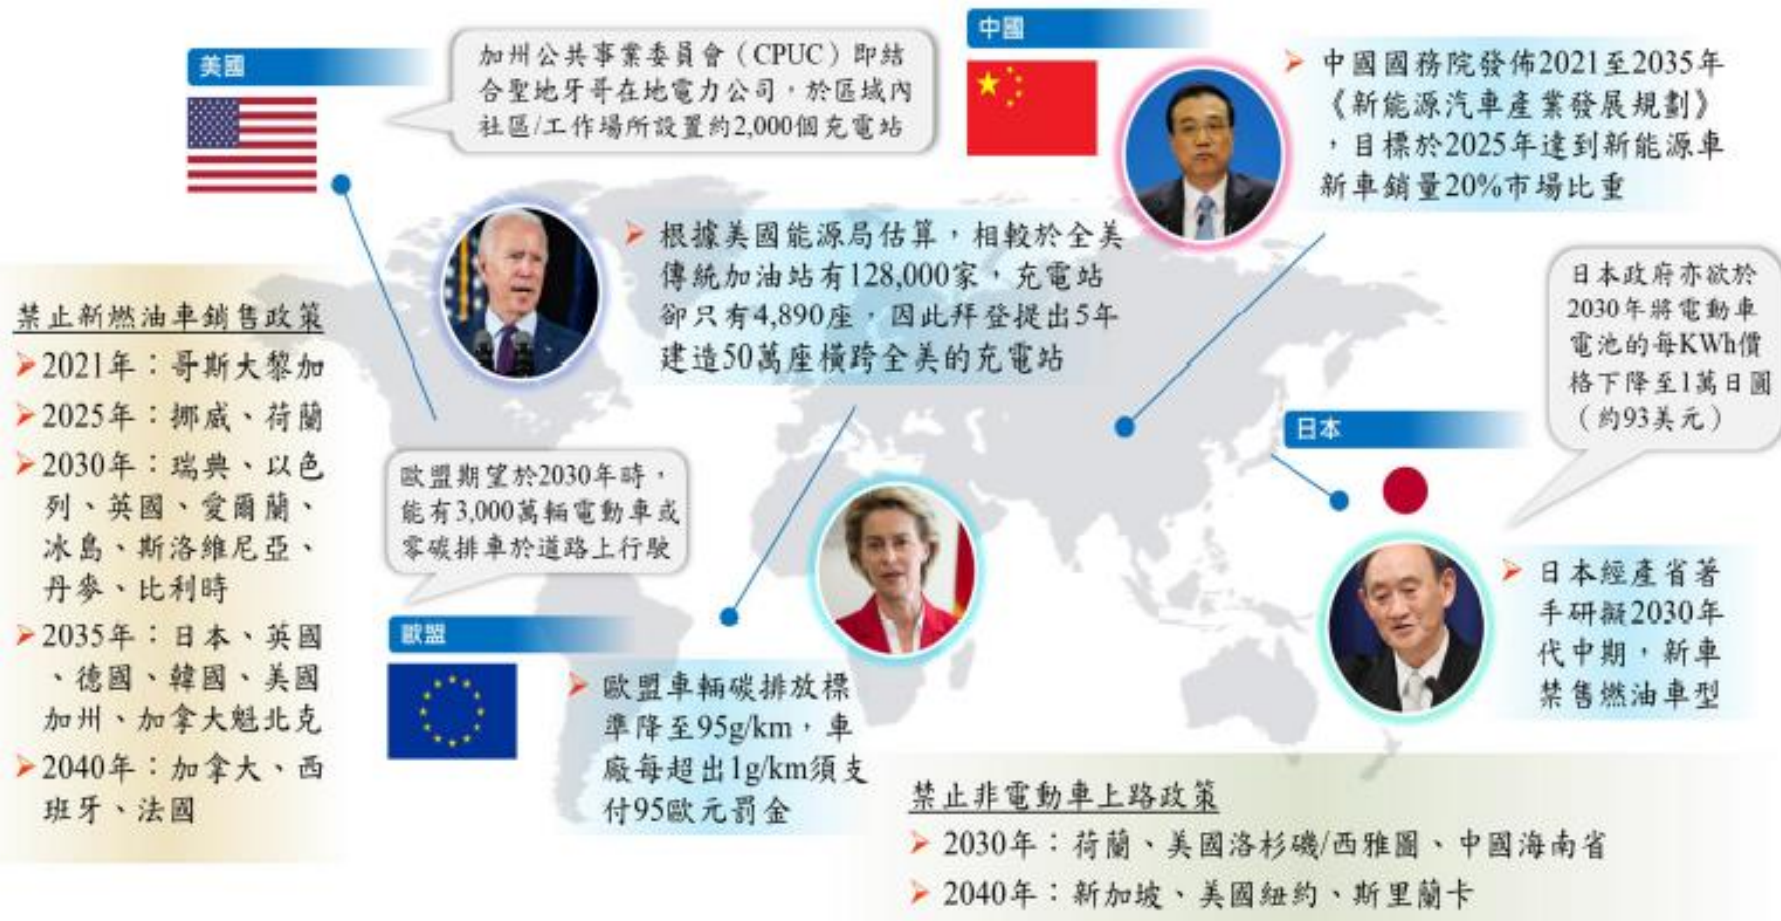 美國
加州公共事業委員會（CPUC）即結
合聖地牙哥在地電力公司，於區域內
社區/工作場所設置約2,000個充電站
根據美國能源局估算，相較於全美
傳統加油站有128,000家，充電站
卻只有4,890座，因此拜登提出5年
建造50萬座橫跨全美的充電站
中國
中國國務院發佈2021至2035年
《新能源汽車產業發展規劃》
，目標於2025年達到新能源車
新車銷量20%市場比重
禁止新燃油車銷售政策
2021年：哥斯大黎加
2025年：挪威、荷蘭
2030年：瑞典、以色
列、英國、愛爾蘭、
冰島、斯洛維尼亞、
丹麥、比利時
2035年：日本、英國
、德國、韓國、美國
加州、加拿大魁北克
2040年：加拿大、西
班牙、法國
歐盟期望於2030年時，
能有3,000萬輛電動車或
零碳排車於道路上行駛
歐盟
歐盟車輛碳排放標
準降至95g/km，車
廠每超出1g/km須支
付95歐元罰金
日本政府亦欲於
2030年將電動車
電池的每KWh價
格下降至1萬日圓
（約93美元）
日本
日本經產省著
手研擬2030年
代中期，新車
禁售燃油車型
禁止非電動車上路政策
2030年：荷蘭、美國洛杉磯/西雅圖、中國海南省
2040年：新加坡、美國紐約、斯里蘭卡